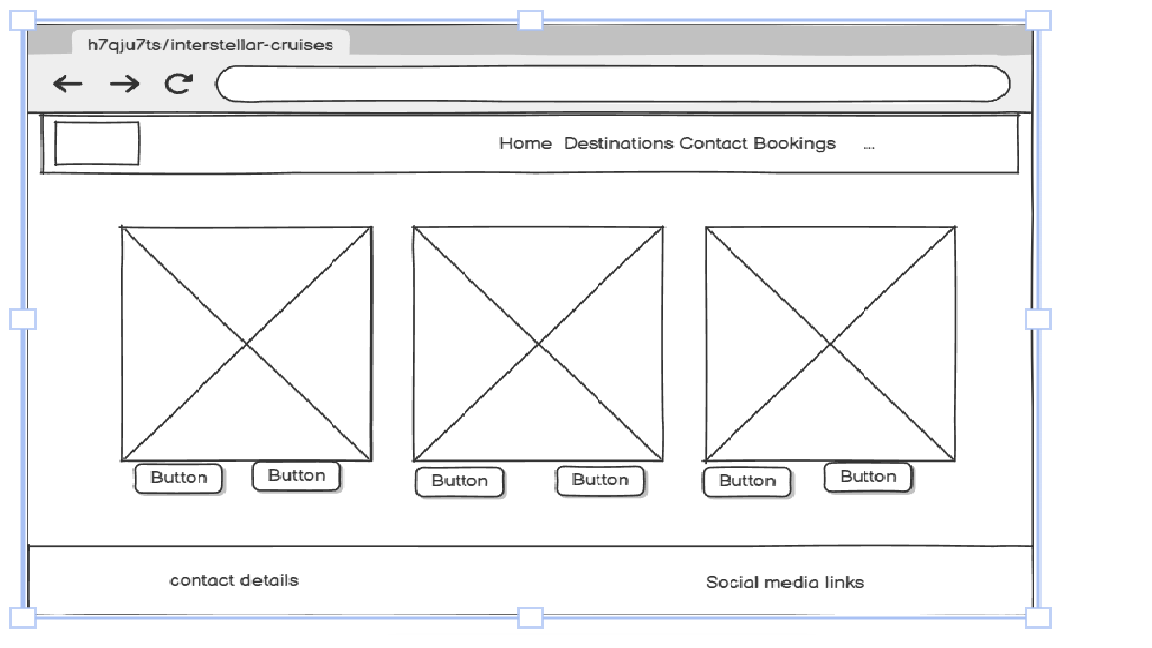 h7qju7ts/interstellar-cruises
Home Destinations Contact Bookings ...
Button Button Button Button Button Button
contact details Social media links